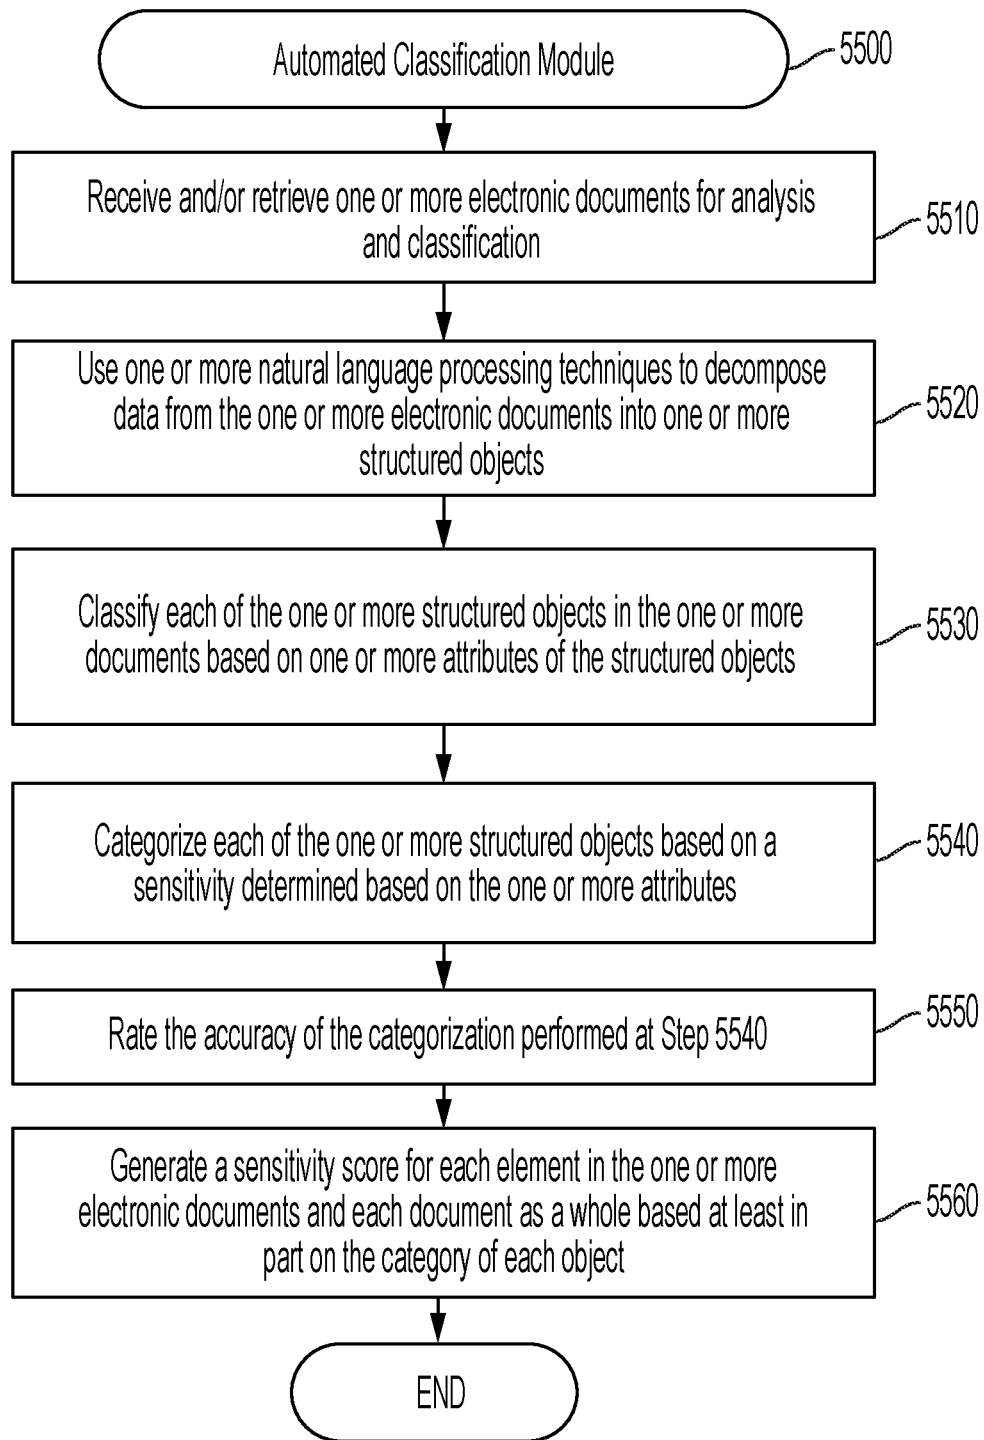 Automated Classification Module
5500
Receive and/or retrieve one or more electronic documents for analysis
and classification
5510
Use one or more natural language processing techniques to decompose
data from the one or more electronic documents into one or more
structured objects
5520
Classify each of the one or more structured objects in the one or more
documents based on one or more attributes of the structured objects
5530
Categorize each of the one or more structured objects based on a
sensitivity determined based on the one or more attributes
5540
Rate the accuracy of the categorization performed at Step 5540
5550
Generate a sensitivity score for each element in the one or more
electronic documents and each document as a whole based at least in
part on the category of each object
5560
END